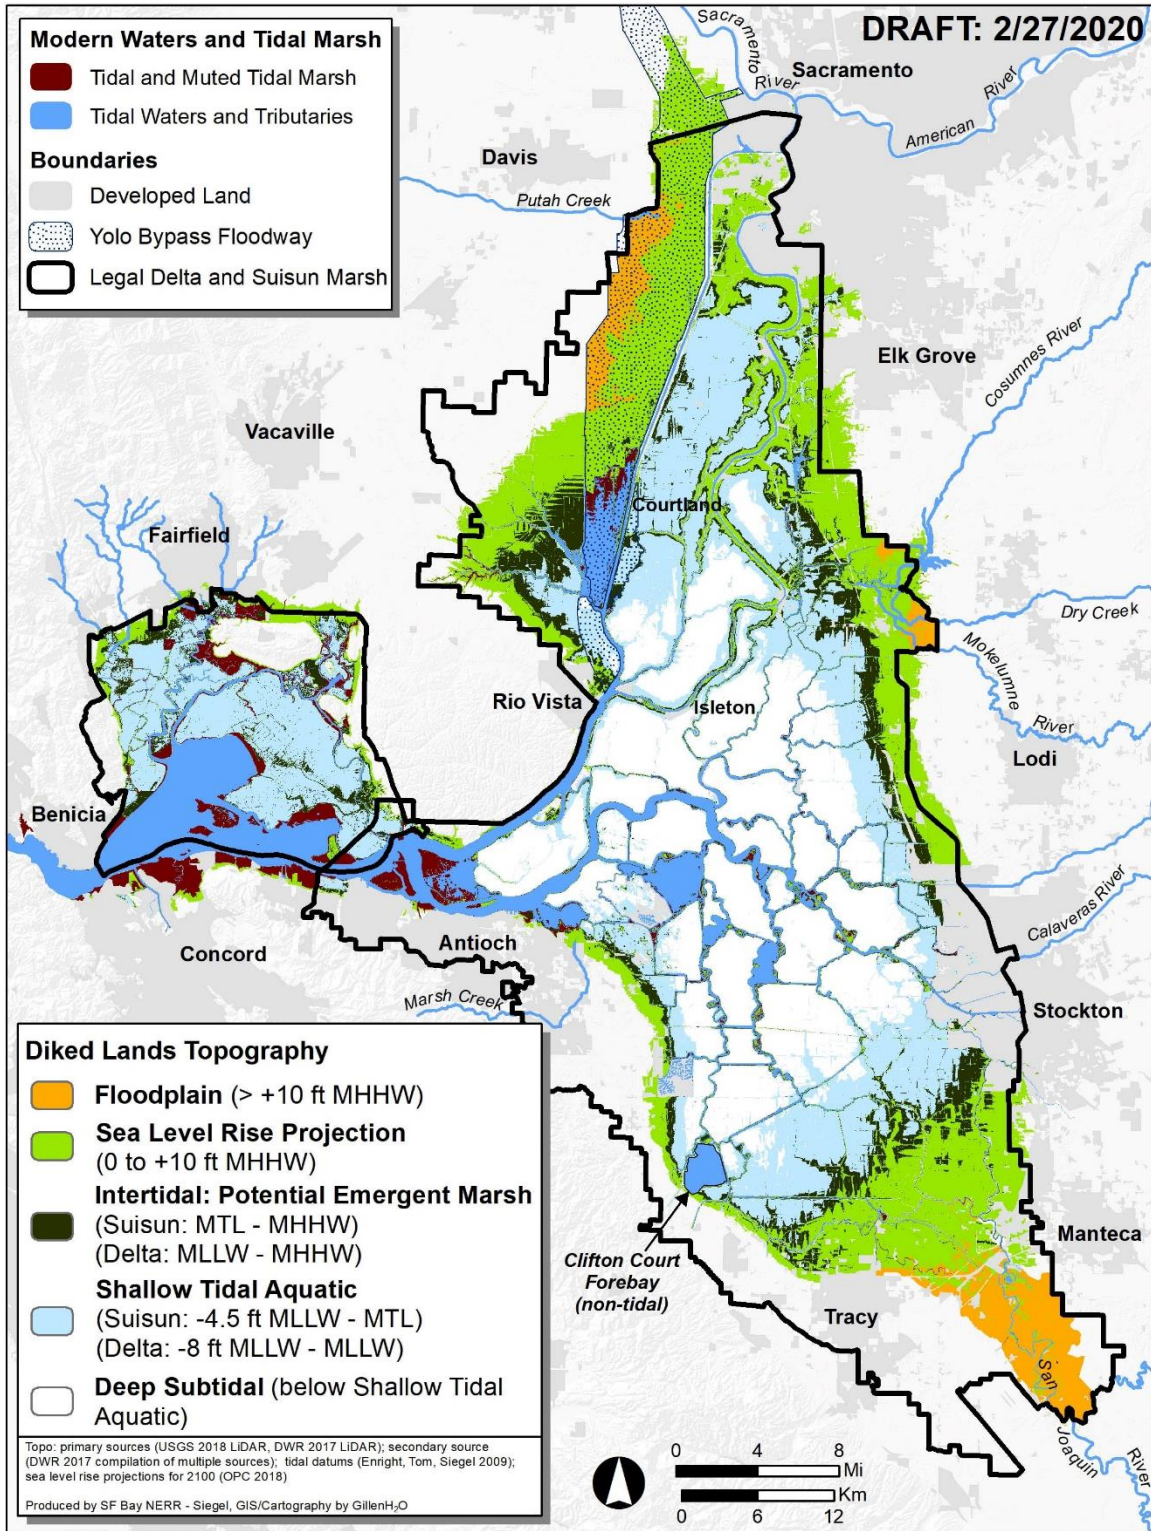 DRAFT: 2/27/2020
Modern Waters and Tidal Marsh
Tidal and Muted Tidal Marsh
Tidal Waters and Tributaries
Boundaries
Developed Land
Yolo Bypass Floodway
Legal Delta and Suisun Marsh
Sacramento
River
Sacramento
American
River
Davis
Putah Creek
Elk Grove
Cosumnes River
Vacaville
Courtland
Fairfield
Dry Creek
Mokelumne
River
Rio Vista
Isleton
Lodi
Benicia
Calaveras River
Concord
Antioch
Marsh Creek
Stockton
Manteca
Clifton Court
Forebay
(non-tidal)
Tracy
San
Joaquin
River
Diked Lands Topography
Floodplain (> +10 ft MHHW)
Sea Level Rise Projection
(0 to +10 ft MHHW)
Intertidal: Potential Emergent Marsh
(Suisun: MTL - MHHW)
(Delta: MLLW - MHHW)
Shallow Tidal Aquatic
(Suisun: -4.5 ft MLLW - MTL)
(Delta: -8 ft MLLW - MLLW)
Deep Subtidal (below Shallow Tidal
Aquatic)
Topo: primary sources (USGS 2018 LiDAR, DWR 2017 LiDAR); secondary source
(DWR 2017 compilation of multiple sources); tidal datums (Enright, Tom, Siegel 2009);
sea level rise projections for 2100 (OPC 2018)
Produced by SF Bay NERR - Siegel, GIS/Cartography by GillenH₂O
0 4 8
Mi
Km
0 6 12